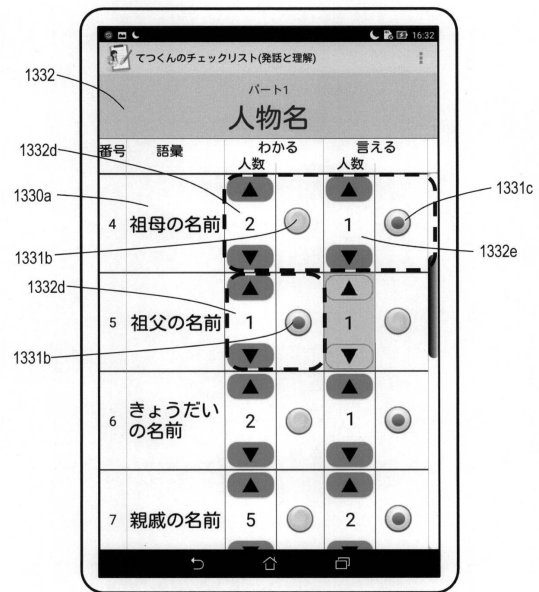 16:32
てつくんのチェックリスト(発話と理解)
1332
パート1
人物名
番号 語彙 わかる 言える
人数 人数
1332d
1330a
4 祖母の名前 2 1
1331c
1331b
1332e
1332d
5 祖父の名前 1 1
1331b
6 きょうだい
の名前 2 1
7 親戚の名前 5 2